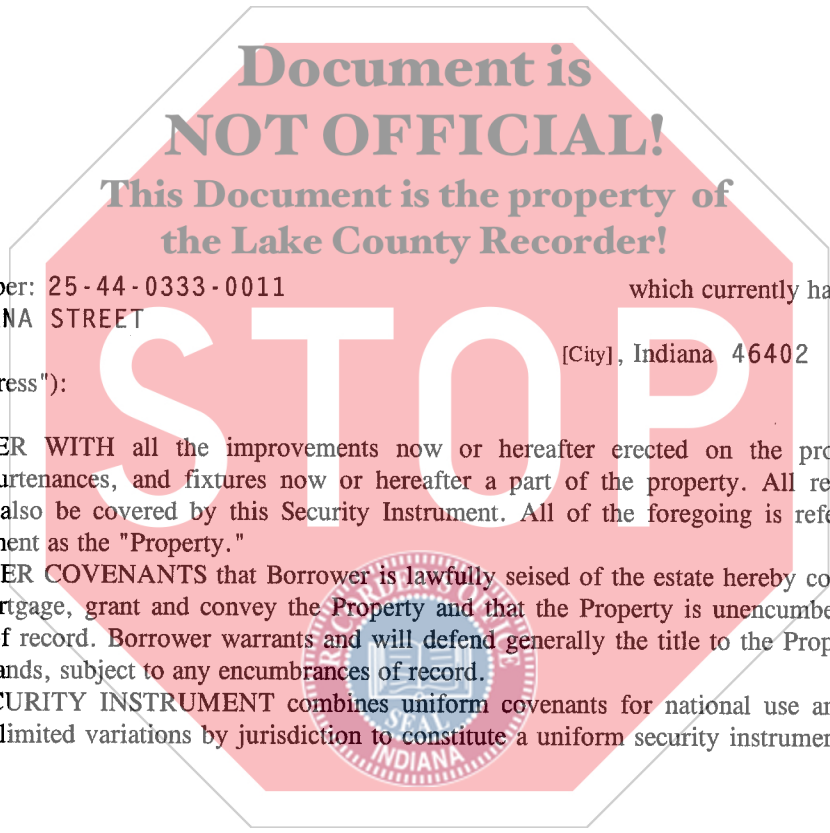 Document is
NOT OFFICIAL!
This Document is the property of
the Lake County Recorder!
ber: 25-44-0333-0011 which currently ha
NA STREET
[City], Indiana 46402
ress"):
STOP
ER WITH all the improvements now or hereafter erected on the pro
urtenances, and fixtures now or hereafter a part of the property. All re
also be covered by this Security Instrument. All of the foregoing is refe
ment as the "Property."
ER COVENANTS that Borrower is lawfully seised of the estate hereby co
rtgage, grant and convey the Property and that the Property is unencumbe
f record. Borrower warrants and will defend generally the title to the Prop
ands, subject to any encumbrances of record.
CURITY INSTRUMENT combines uniform covenants for national use an
limited variations by jurisdiction to constitute a uniform security instrumen
RECORDER'S OFFICE
SEAL
INDIANA